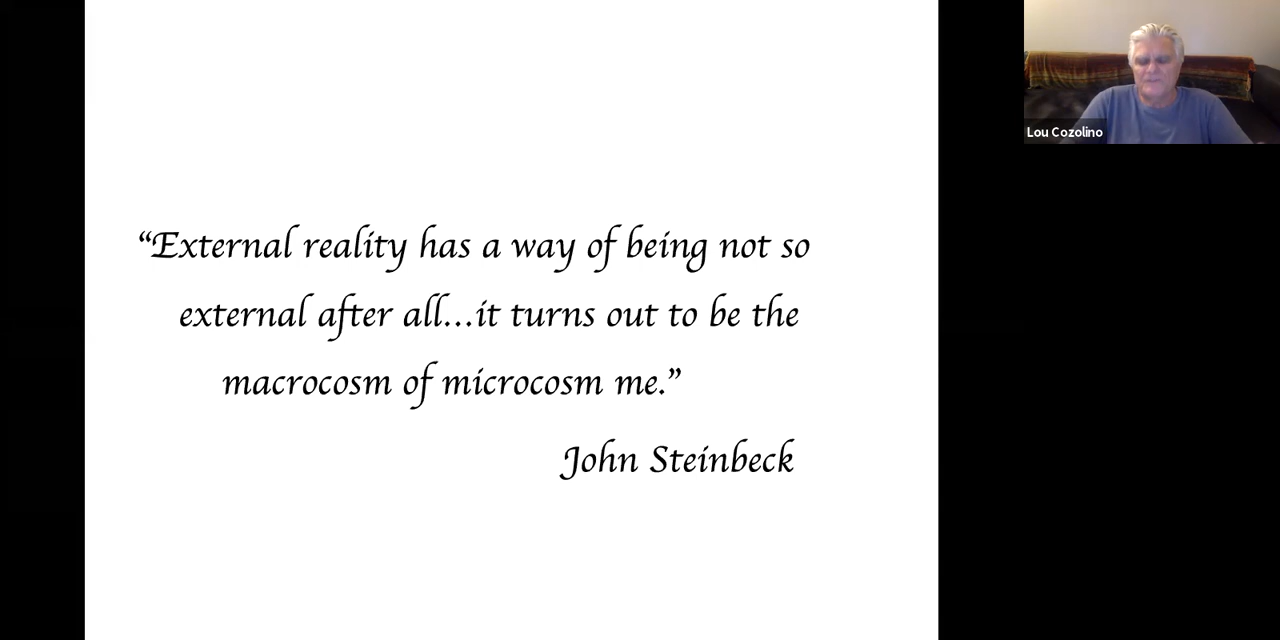 “External reality has a way of being not so
external after all...it turns out to be the
macrocosm of microcosm me.”
John Steinbeck
Lou Cozolino